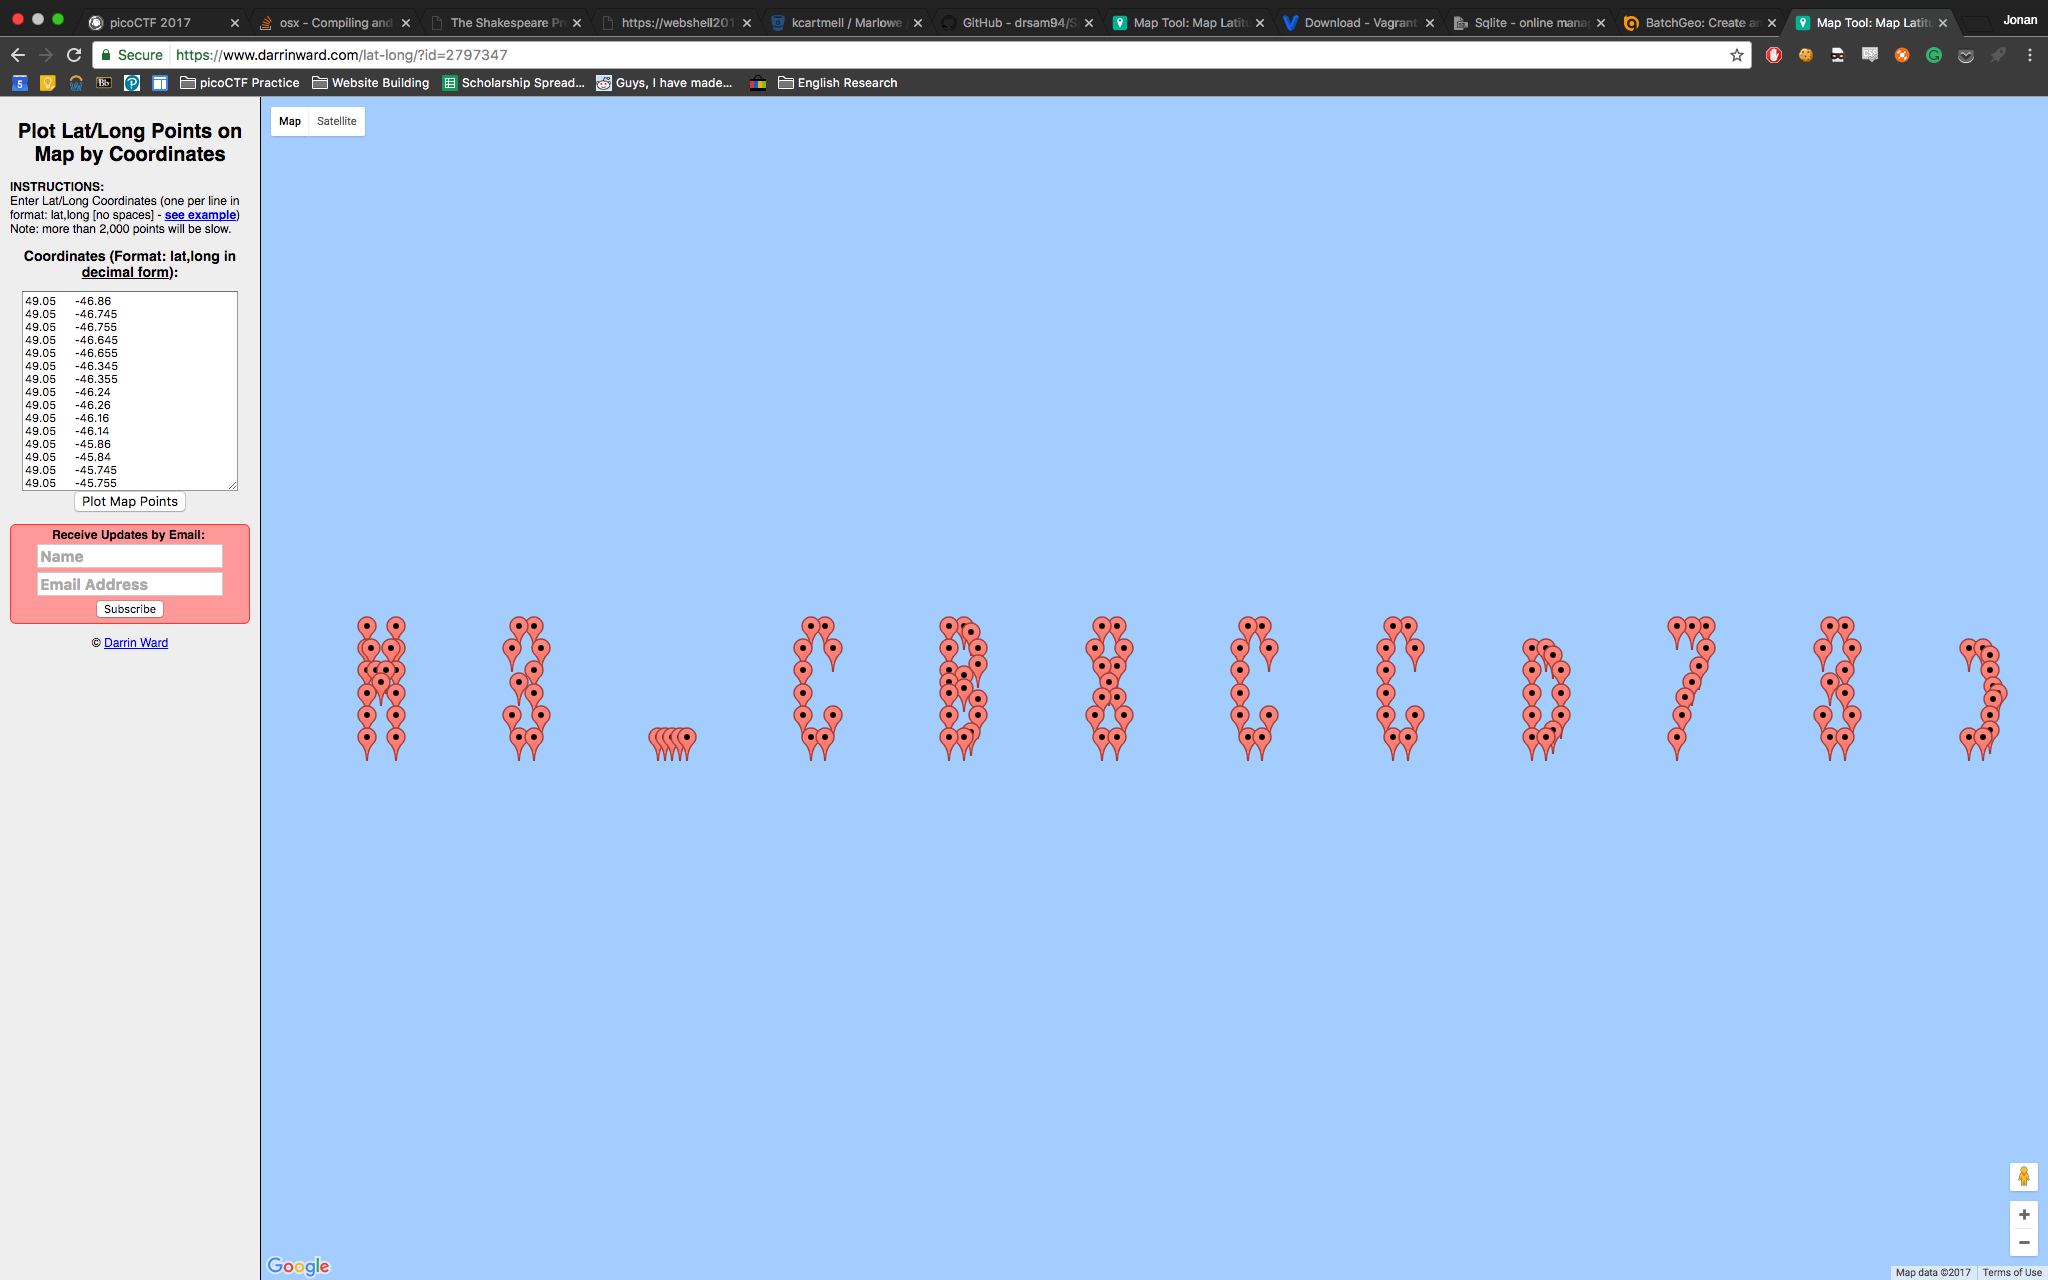 picoCTF 2017
osx - Compiling and
The Shakespeare Pr
https://webshell201
kcartmell / Marlowe
GitHub - drsam94/S
Map Tool: Map Latitu
Download - Vagrant
Sqlite - online mana
BatchGeo: Create an
Map Tool: Map Latitu
Jonan
Secure https://www.darrinward.com/lat-long/?id=2797347
5 Bb picoCTF Practice Website Building Scholarship Spread... Guys, I have made... English Research
Plot Lat/Long Points on
Map by Coordinates
INSTRUCTIONS:
Enter Lat/Long Coordinates (one per line in
format: lat,long [no spaces] - see example)
Note: more than 2,000 points will be slow.
Coordinates (Format: lat,long in
decimal form):
49.05 -46.86
49.05 -46.745
49.05 -46.755
49.05 -46.645
49.05 -46.655
49.05 -46.345
49.05 -46.355
49.05 -46.24
49.05 -46.26
49.05 -46.16
49.05 -46.14
49.05 -45.86
49.05 -45.84
49.05 -45.745
49.05 -45.755
Plot Map Points
Receive Updates by Email:
Name
Email Address
Subscribe
© Darrin Ward
Map Satellite
M3_CB8CCD73}
Google
+
−
Map data ©2017 Terms of Use